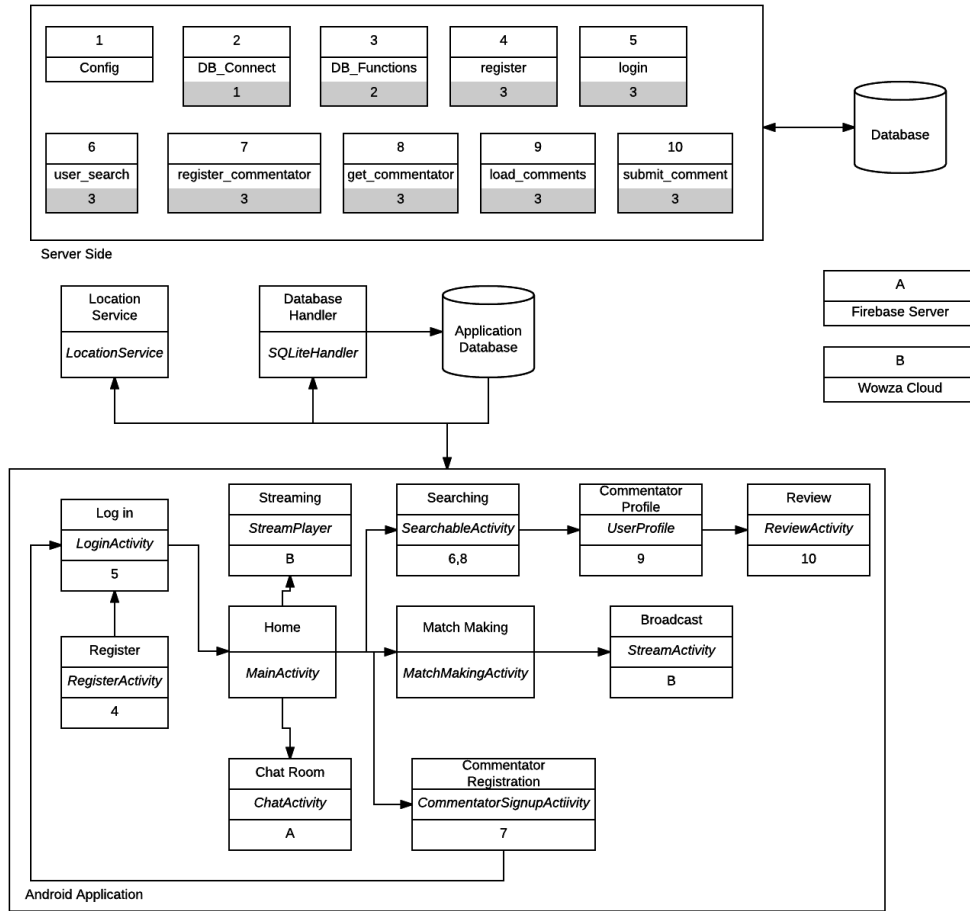 1
2
3
4
5
Config
DB_Connect
DB_Functions
register
login
1
2
3
3
6
7
8
9
10
user_search
register_commentator
get_commentator
load_comments
submit_comment
3
3
3
3
3
Server Side
Database
Location
Service
LocationService
Database
Handler
SQLiteHandler
Application
Database
A
Firebase Server
B
Wowza Cloud
Log in
LoginActivity
5
Register
RegisterActivity
4
Streaming
StreamPlayer
B
Home
MainActivity
Chat Room
ChatActivity
A
Searching
SearchableActivity
6,8
Match Making
MatchMakingActivity
Commentator
Registration
CommentatorSignupActiivity
7
Commentator
Profile
UserProfile
9
Broadcast
StreamActivity
B
Review
ReviewActivity
10
Android Application